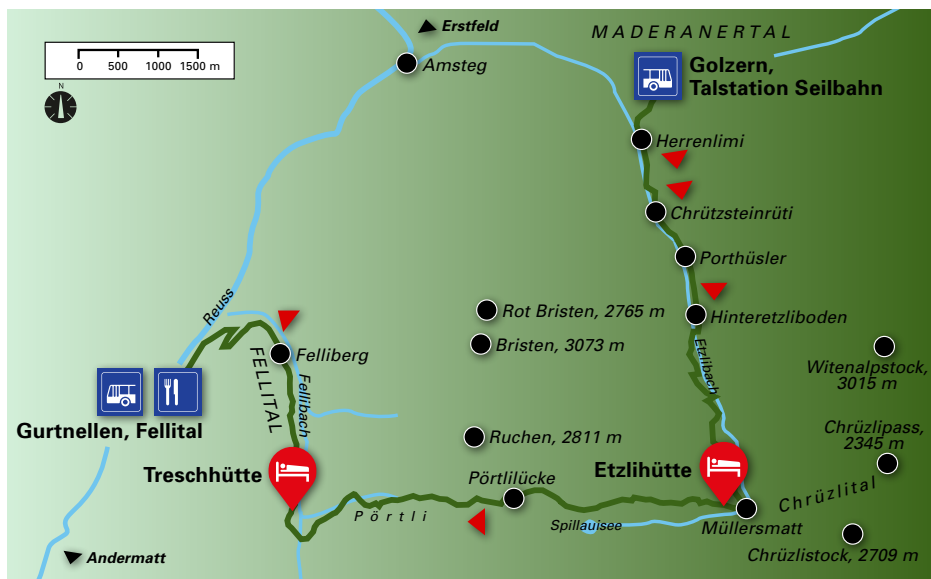 Erstfeld
MADERANERTAL
0 500 1000 1500 m
N
Amsteg
Golzern,
Talstation Seilbahn
Herrenlimi
Chrützsteinrüti
Porthüsler
Reuss
Rot Bristen, 2765 m
Hinteretzliboden
Felliberg
Bristen, 3073 m
Etzlibach
FELLITAL
Fellibach
Witenalpstock,
3015 m
Gurtnellen, Fellital
Ruchen, 2811 m
Chrüzlipass,
2345 m
Treschhütte
Pörtlilücke
Etzlihütte
Chrüzlital
Pörtli
Spillauisee
Müllersmatt
Chrüzlistock, 2709 m
Andermatt